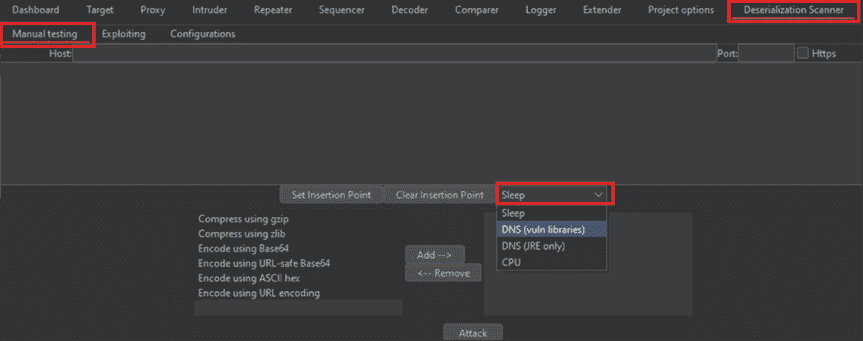 Dashboard Target Proxy Intruder Repeater Sequencer Decoder Comparer Logger Extender Project options Deserialization Scanner
Manual testing Exploiting Configurations
Host: Port: Https
Set Insertion Point Clear Insertion Point Sleep
Sleep
DNS (vuln libraries)
DNS (JRE only)
CPU
Compress using gzip
Compress using zlib
Encode using Base64
Encode using URL-safe Base64
Encode using ASCII hex
Encode using URL encoding
Add -->
<-- Remove
Attack